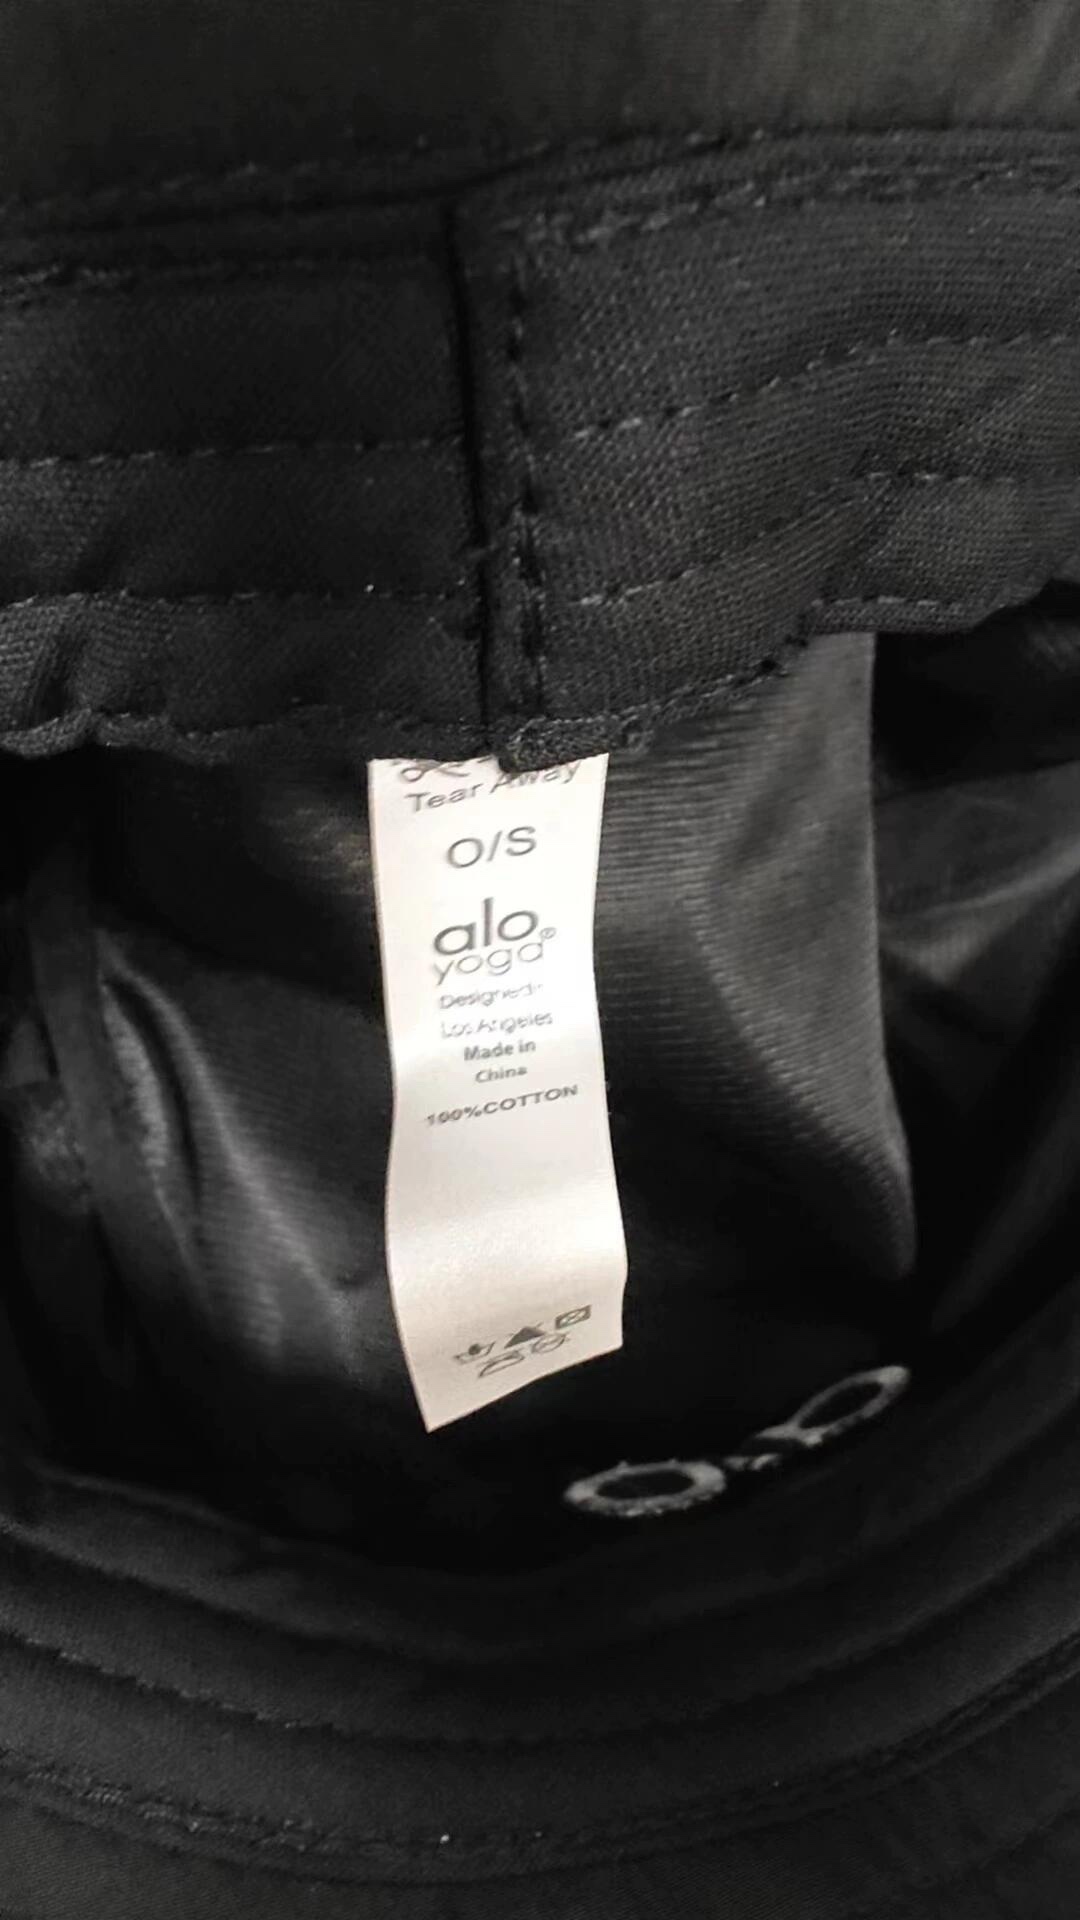 Tear Away
O/S
alo®
yoga
Designed in
Los Angeles
Made in
China
100%COTTON